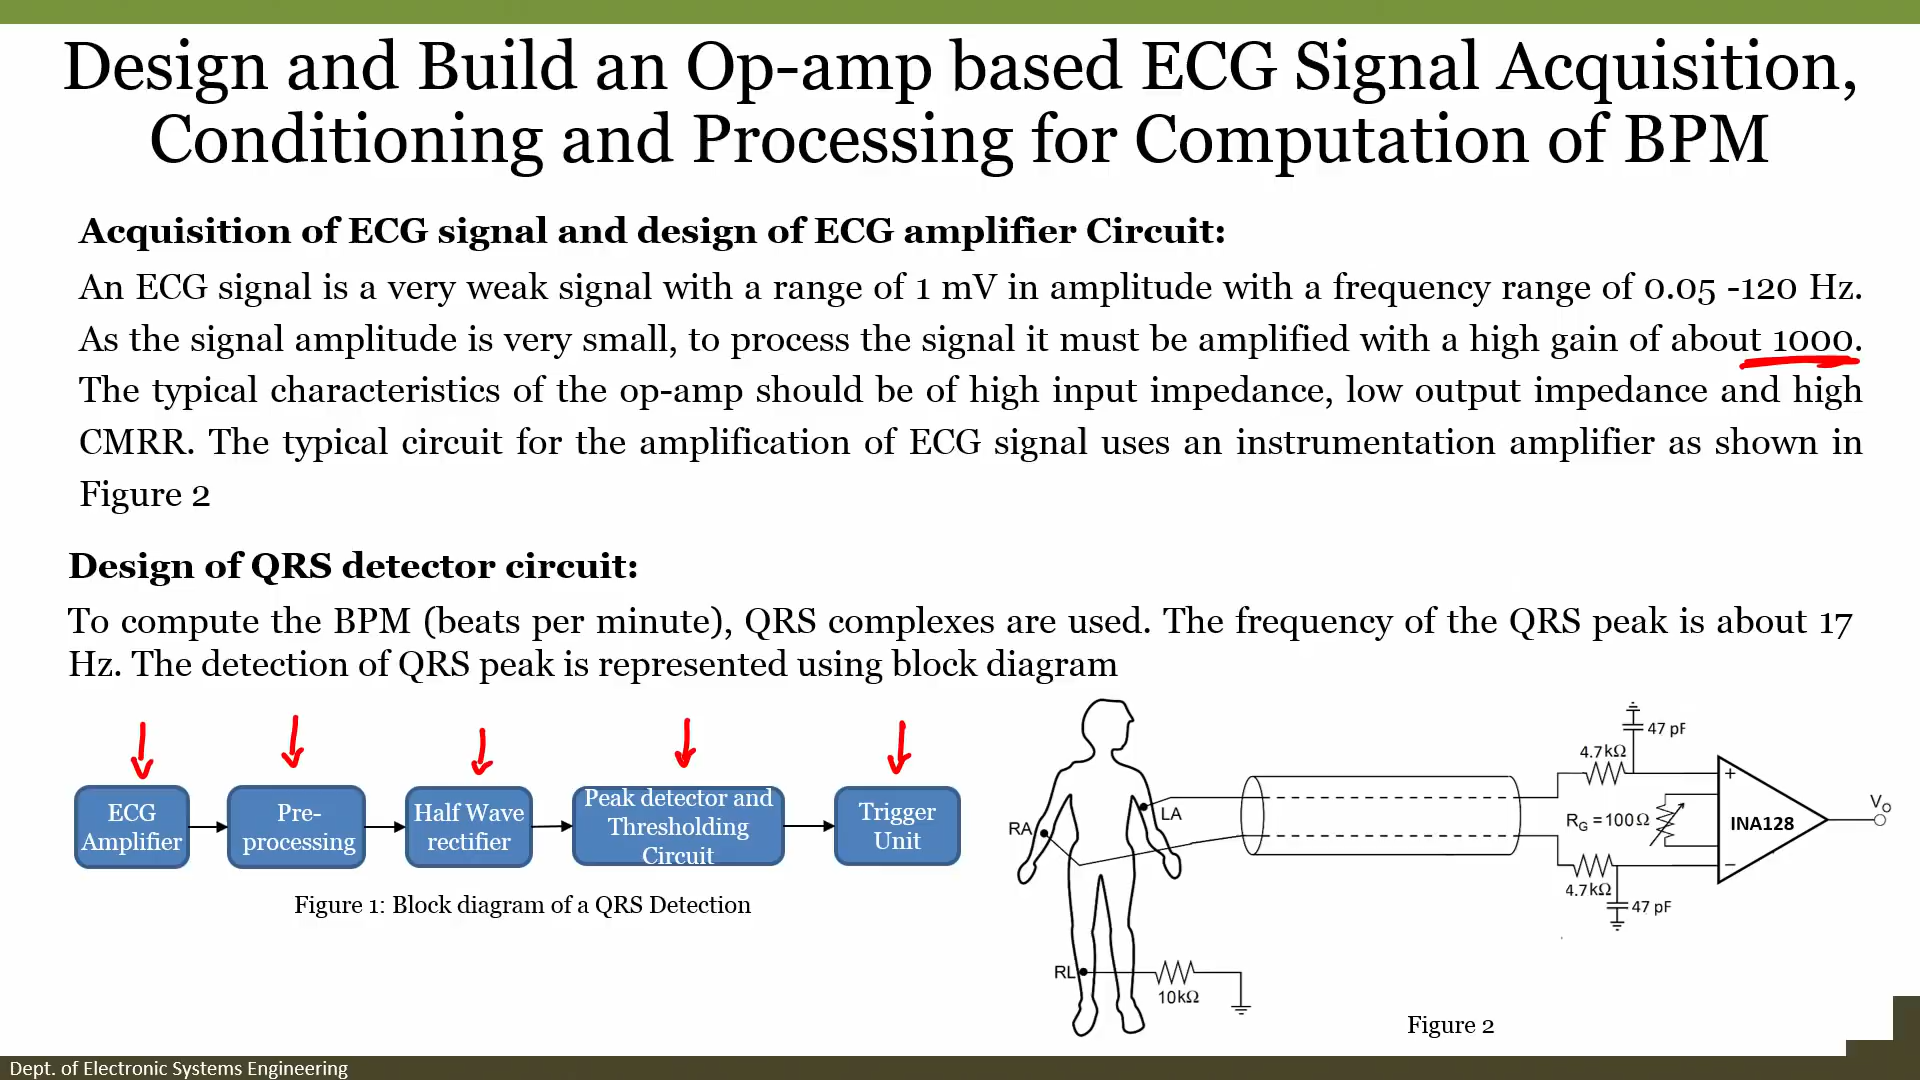 Design and Build an Op-amp based ECG Signal Acquisition,
Conditioning and Processing for Computation of BPM
Acquisition of ECG signal and design of ECG amplifier Circuit:
An ECG signal is a very weak signal with a range of 1 mV in amplitude with a frequency range of 0.05 -120 Hz.
As the signal amplitude is very small, to process the signal it must be amplified with a high gain of about 1000.
The typical characteristics of the op-amp should be of high input impedance, low output impedance and high
CMRR. The typical circuit for the amplification of ECG signal uses an instrumentation amplifier as shown in
Figure 2
Design of QRS detector circuit:
To compute the BPM (beats per minute), QRS complexes are used. The frequency of the QRS peak is about 17
Hz. The detection of QRS peak is represented using block diagram
ECG
Amplifier
Pre-
processing
Half Wave
rectifier
Peak detector and
Thresholding
Circuit
Trigger
Unit
Figure 1: Block diagram of a QRS Detection
RA
LA
RL
10kΩ
4.7kΩ
47 pF
RG =100Ω
4.7kΩ
47 pF
+
−
INA128
VO
Figure 2
Dept. of Electronic Systems Engineering